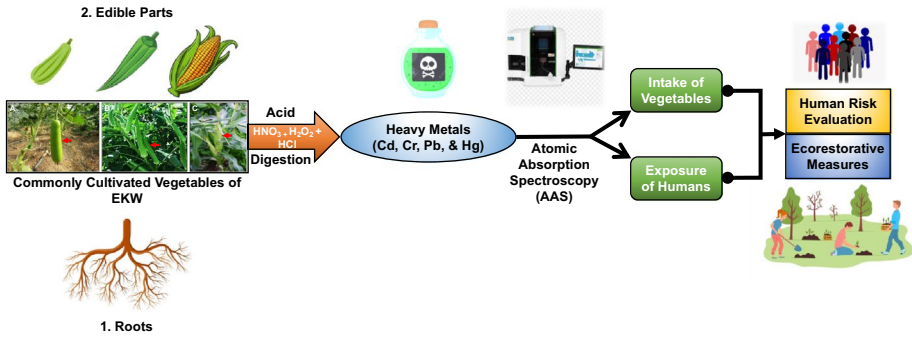 2. Edible Parts
A
B
C
Commonly Cultivated Vegetables of
EKW
1. Roots
Acid
HNO3 + H2O2 +
HCl
Digestion
Heavy Metals
(Cd, Cr, Pb, & Hg)
Atomic
Absorption
Spectroscopy
(AAS)
Intake of
Vegetables
Exposure
of Humans
Human Risk
Evaluation
Ecorestorative
Measures